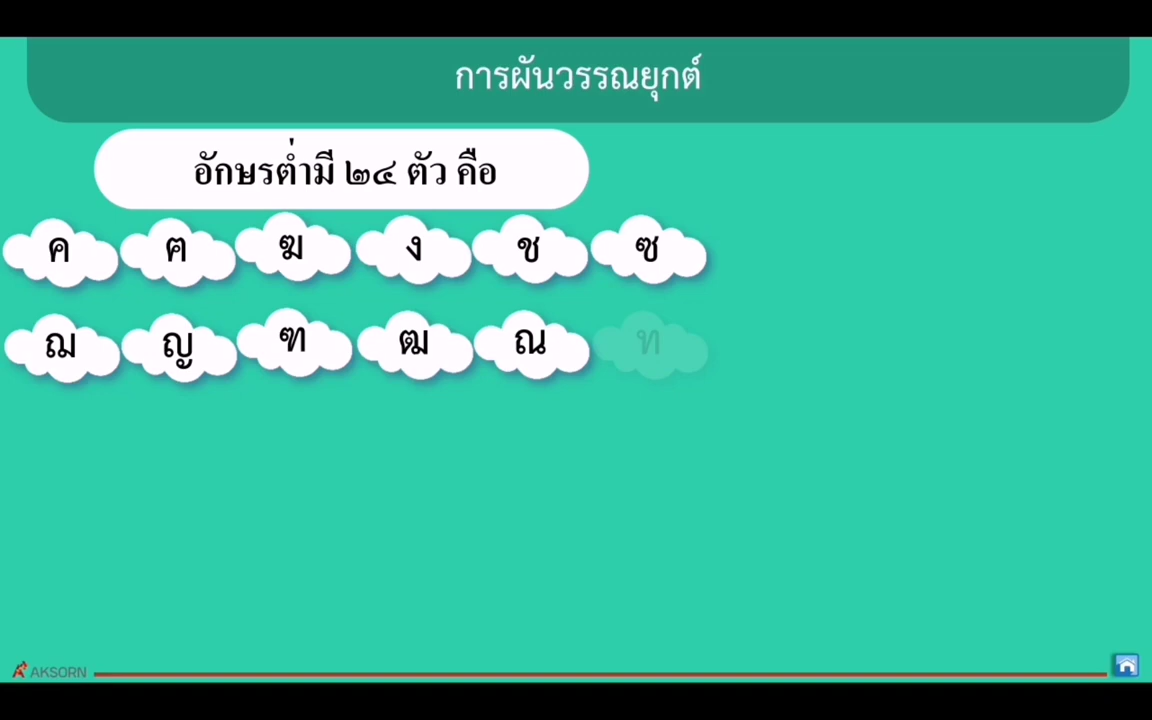 การผันวรรณยุกต์
อักษรต่ำมี ๒๔ ตัว คือ
ค ฅ ฆ ง ช ซ
ฌ ญ ฑ ฒ ณ ท
AKSORN